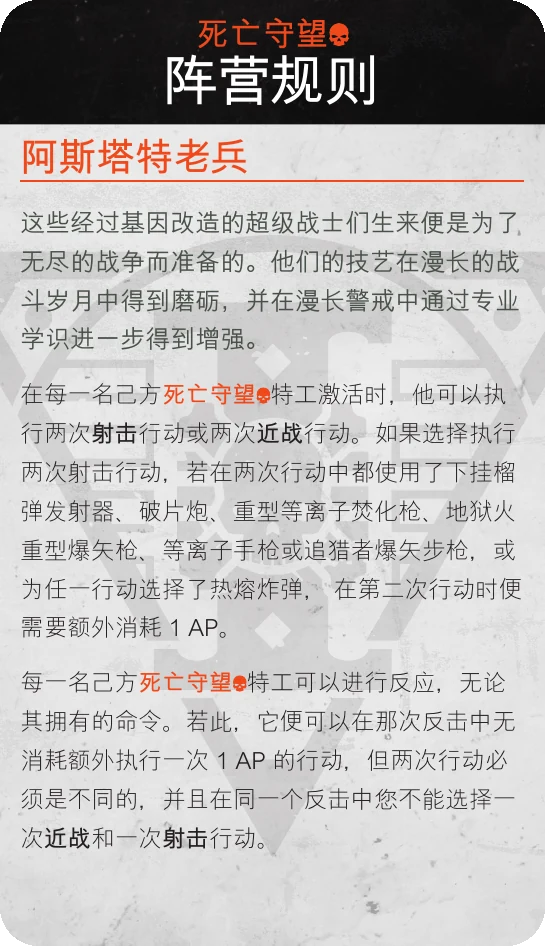 死亡守望
阵营规则
阿斯塔特老兵
这些经过基因改造的超级战士们生来便是为了
无尽的战争而准备的。他们的技艺在漫长的战
斗岁月中得到磨砺，并在漫长警戒中通过专业
学识进一步得到增强。
在每一名己方死亡守望特工激活时，他可以执
行两次射击行动或两次近战行动。如果选择执行
两次射击行动，若在两次行动中都使用了下挂榴
弹发射器、破片炮、重型等离子焚化枪、地狱火
重型爆矢枪、等离子手枪或追猎者爆矢步枪，或
为任一行动选择了热熔炸弹， 在第二次行动时便
需要额外消耗 1 AP。
每一名己方死亡守望特工可以进行反应，无论
其拥有的命令。若此，它便可以在那次反击中无
消耗额外执行一次 1 AP 的行动，但两次行动必
须是不同的，并且在同一个反击中您不能选择一
次近战和一次射击行动。